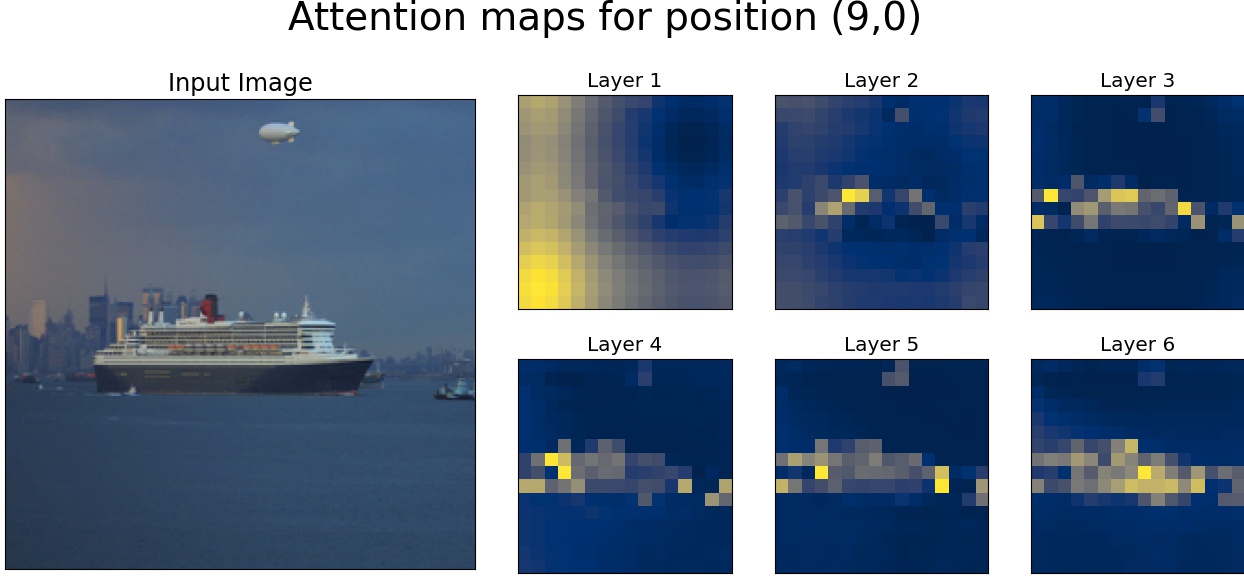 Attention maps for position (9,0)
Input Image
Layer 1
Layer 2
Layer 3
Layer 4
Layer 5
Layer 6